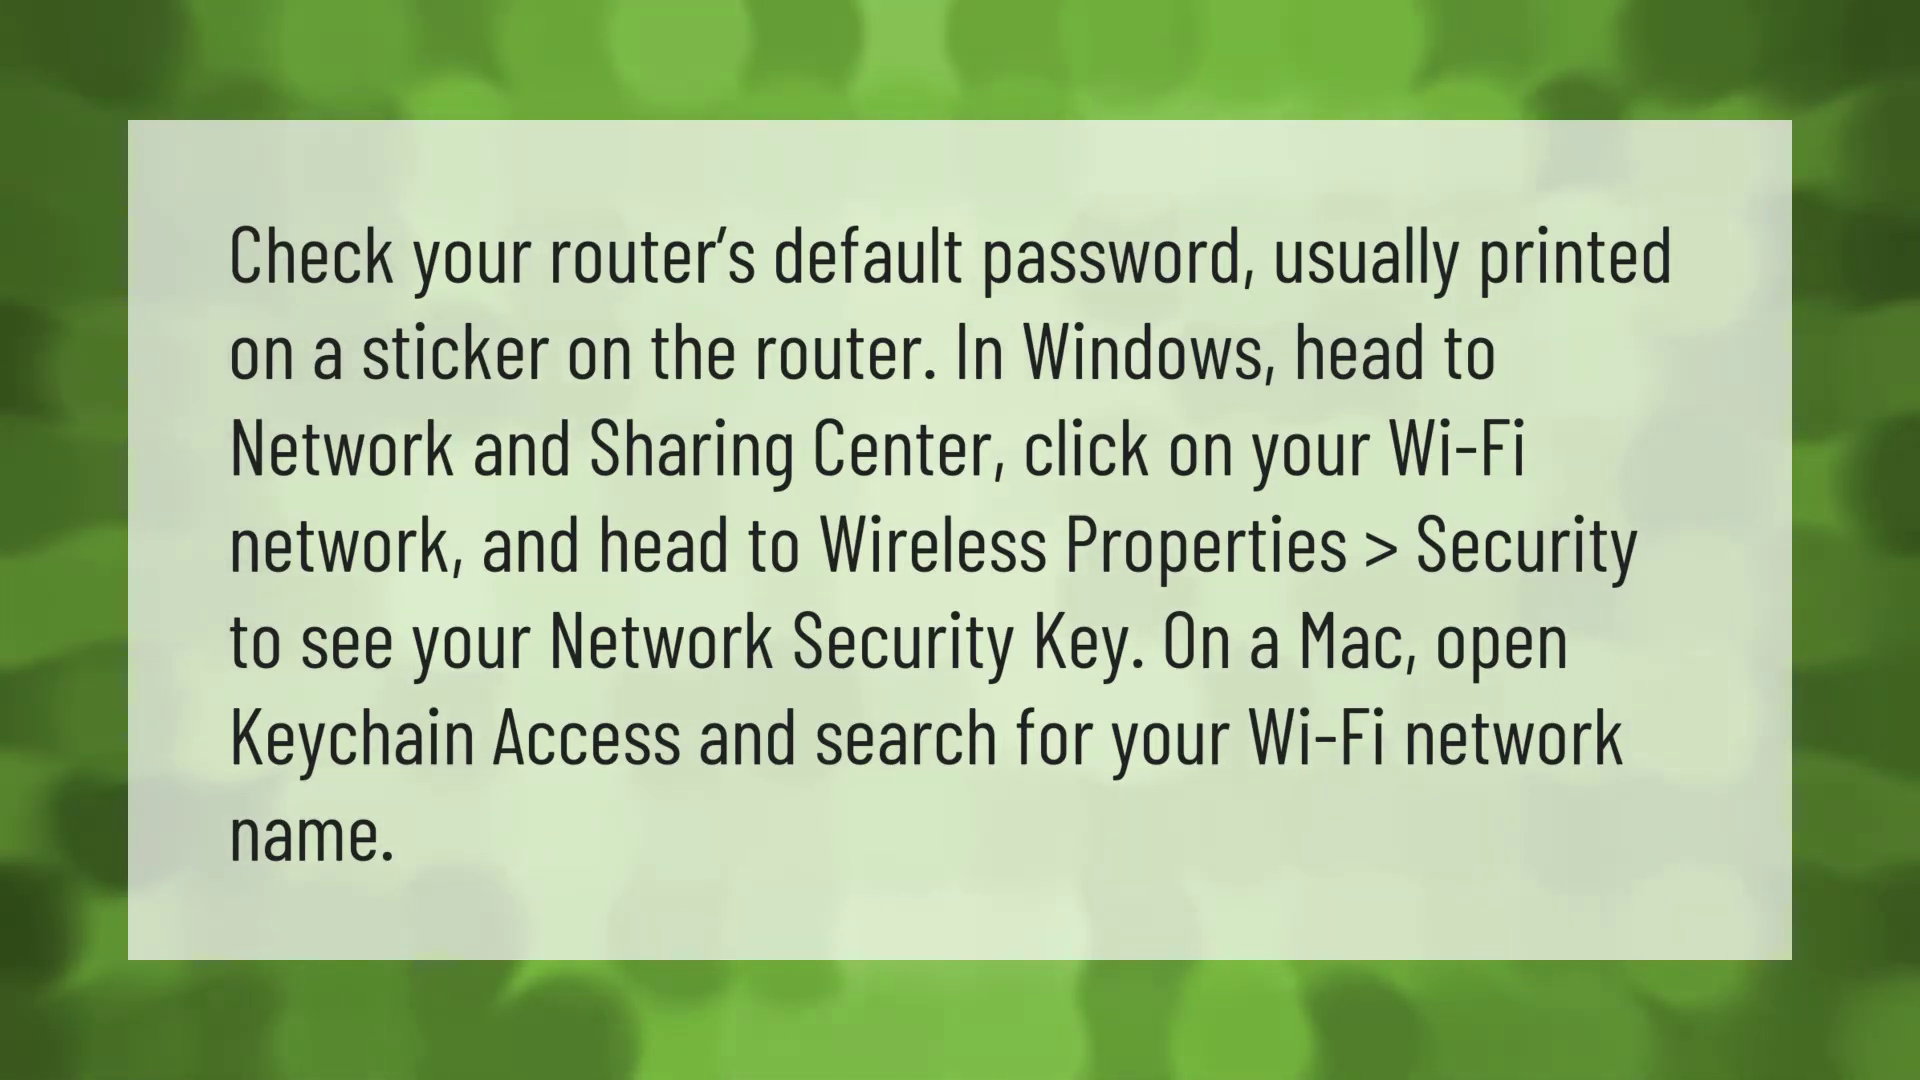 Check your router’s default password, usually printed
on a sticker on the router. In Windows, head to
Network and Sharing Center, click on your Wi-Fi
network, and head to Wireless Properties > Security
to see your Network Security Key. On a Mac, open
Keychain Access and search for your Wi-Fi network
name.